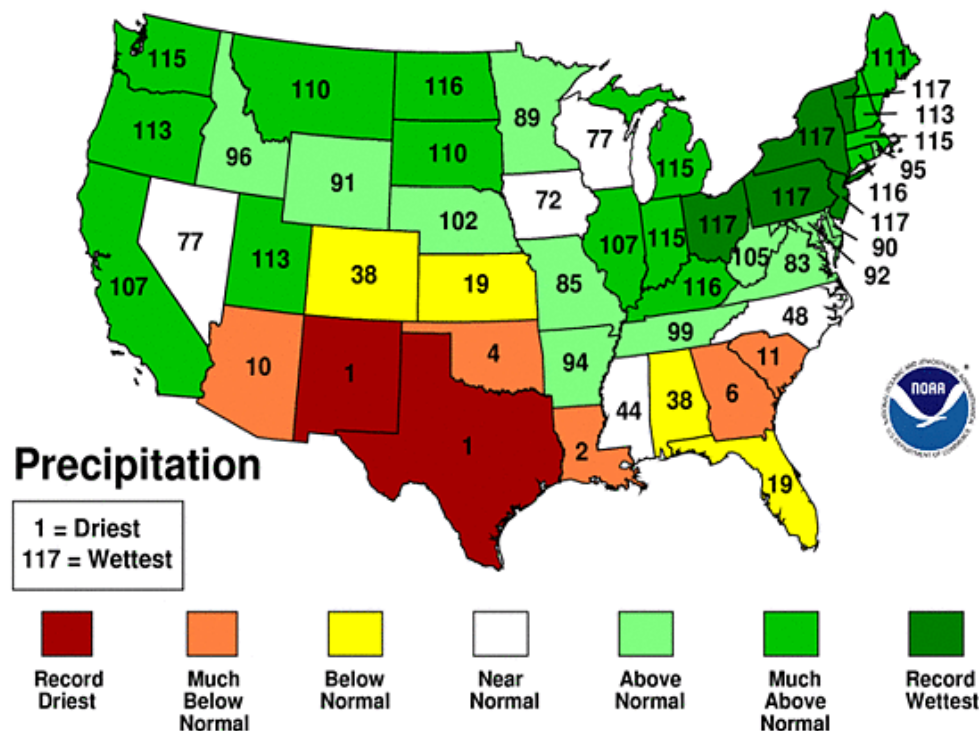 115
110
116
89
111
117
113
113
96
91
110
77
117
115
95
115
116
117
102
72
117
117
90
92
77
113
38
19
85
107
115
116
105
83
107
99
48
10
1
4
94
11
44
38
6
1
2
19
NOAA
Precipitation
1 = Driest
117 = Wettest
Record
Driest
Much
Below
Normal
Below
Normal
Near
Normal
Above
Normal
Much
Above
Normal
Record
Wettest